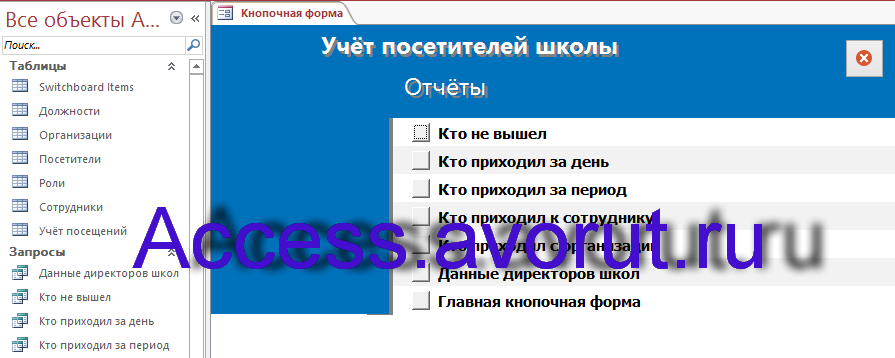 Все объекты A...
Поиск...
Таблицы
Switchboard Items
Должности
Организации
Посетители
Роли
Сотрудники
Учёт посещений
Запросы
Данные директоров школ
Кто не вышел
Кто приходил за день
Кто приходил за период
Кнопочная форма
Учёт посетителей школы
Отчёты
Кто не вышел
Кто приходил за день
Кто приходил за период
Кто приходил к сотруднику
Кто приходил с организации
Данные директоров школ
Главная кнопочная форма
Access.avorut.ru